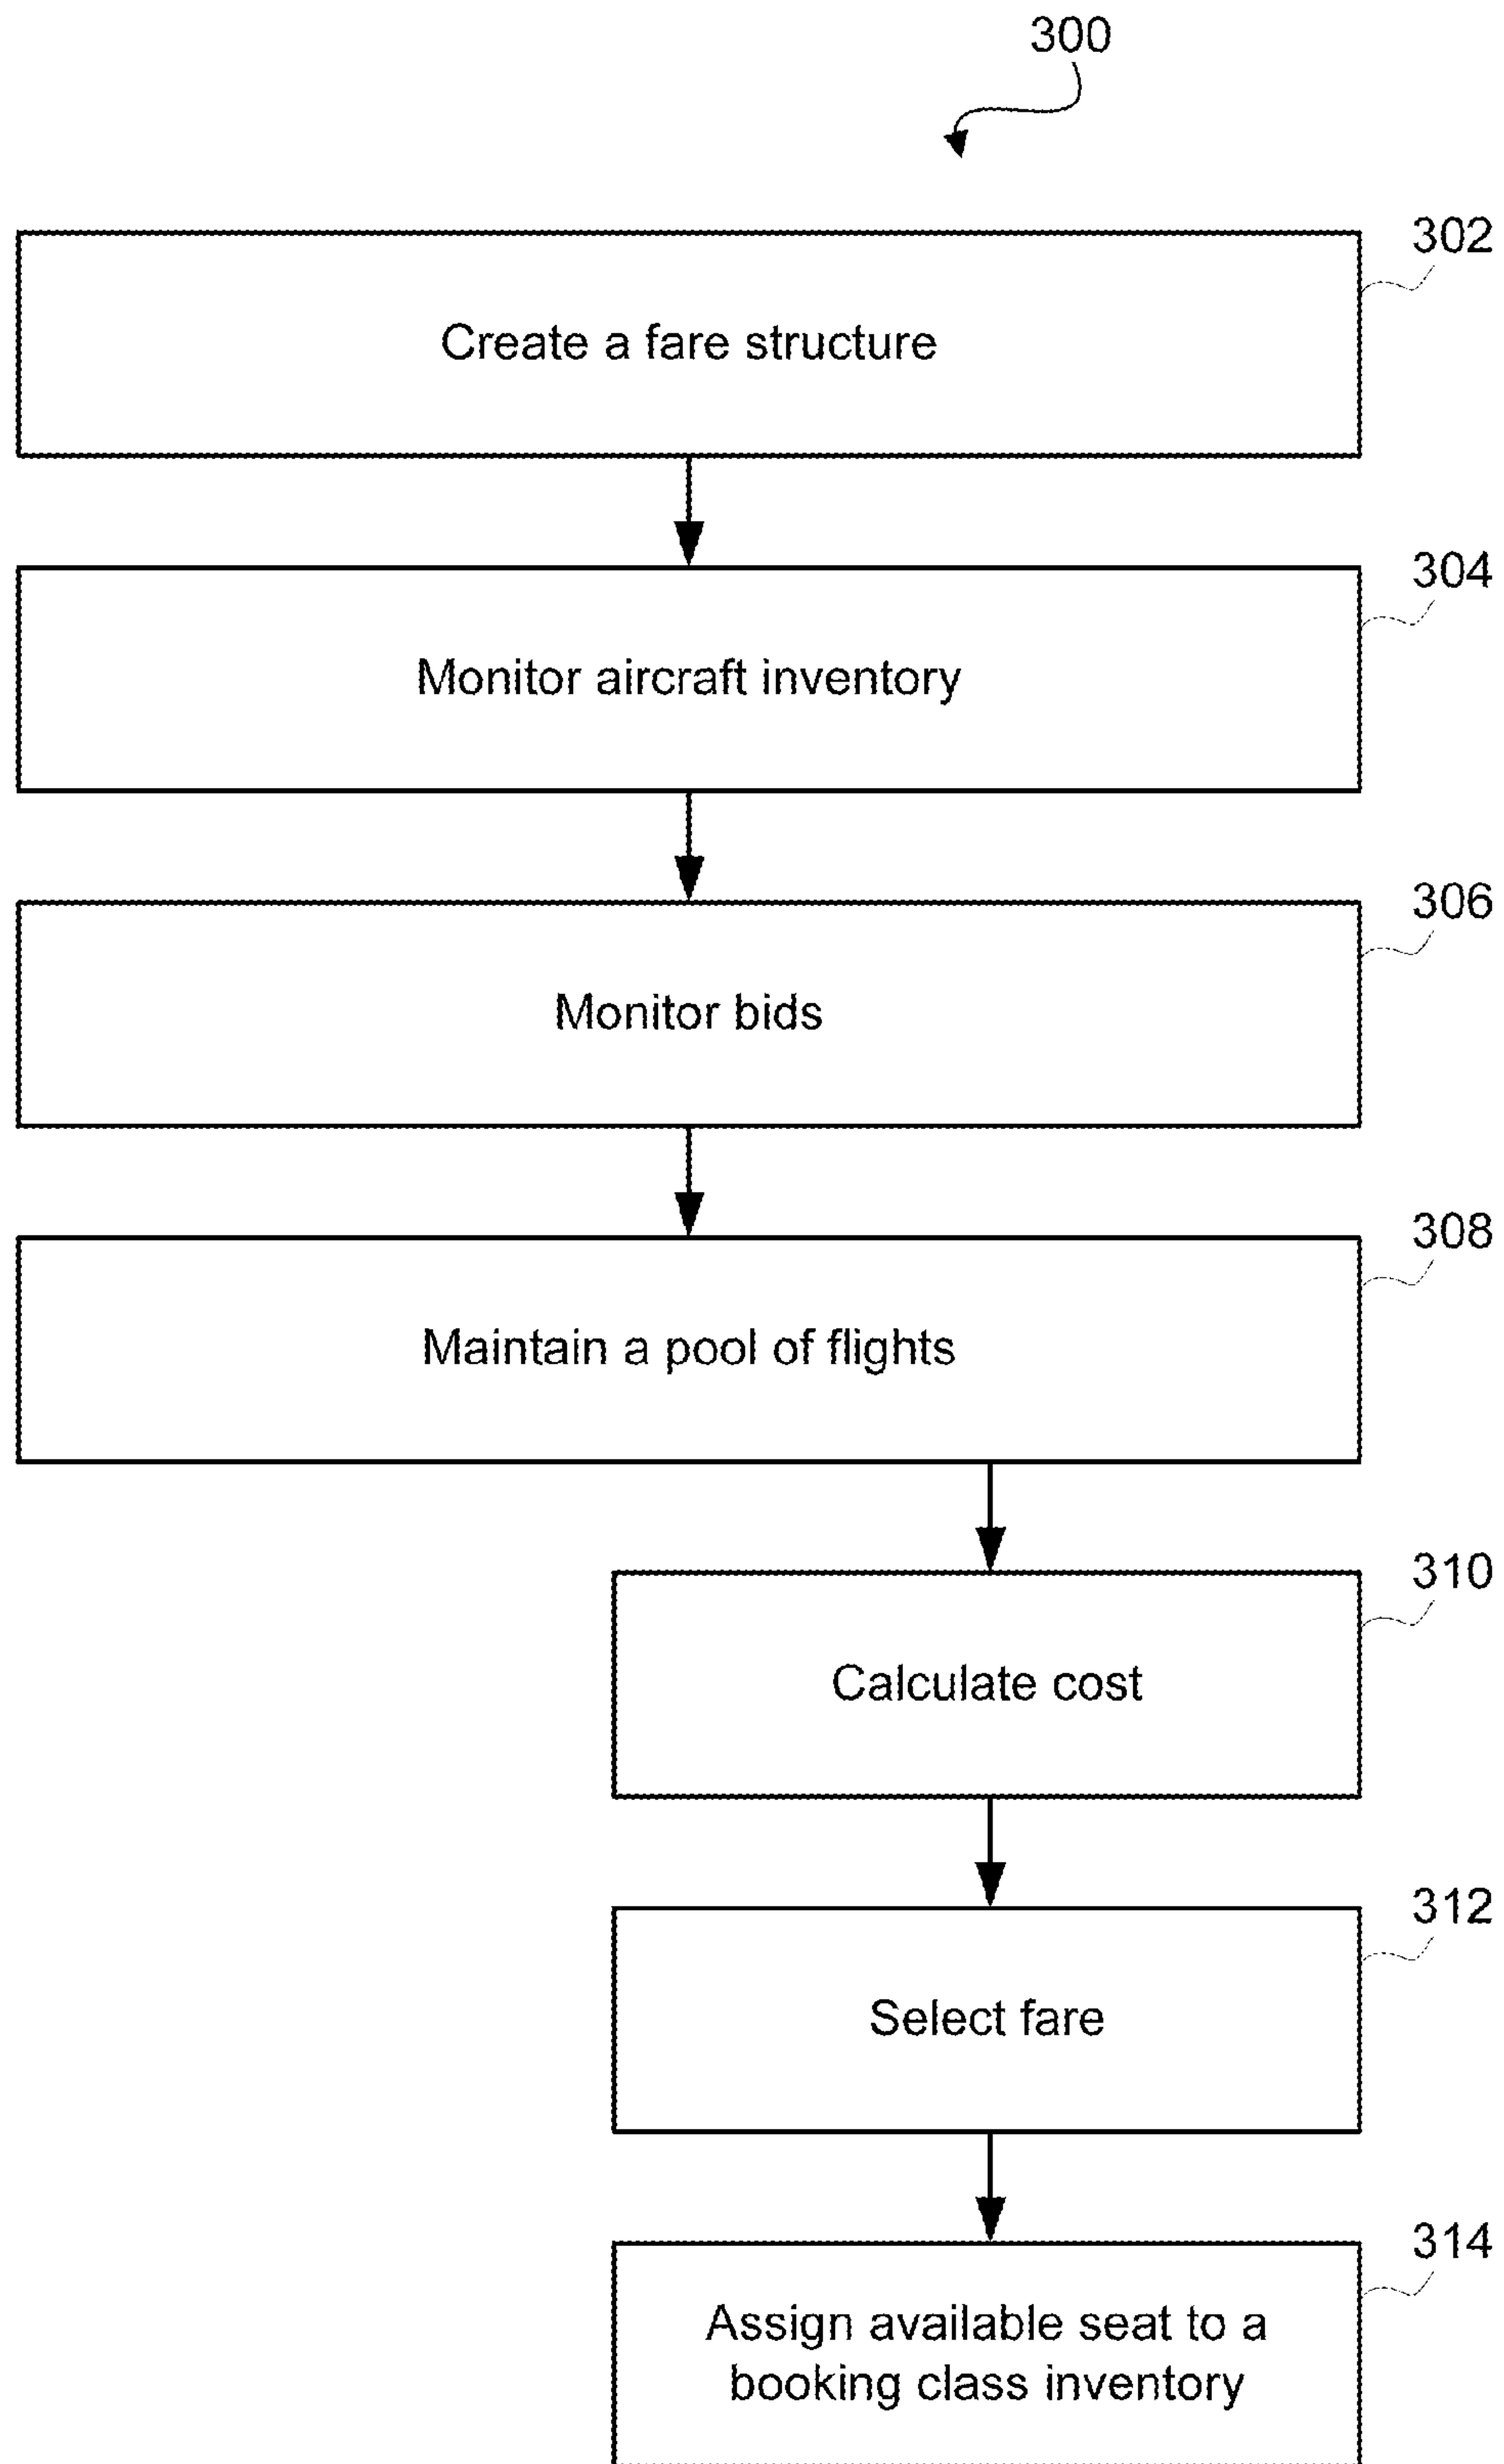 300
302
Create a fare structure
304
Monitor aircraft inventory
306
Monitor bids
308
Maintain a pool of flights
310
Calculate cost
312
Select fare
314
Assign available seat to a
booking class inventory